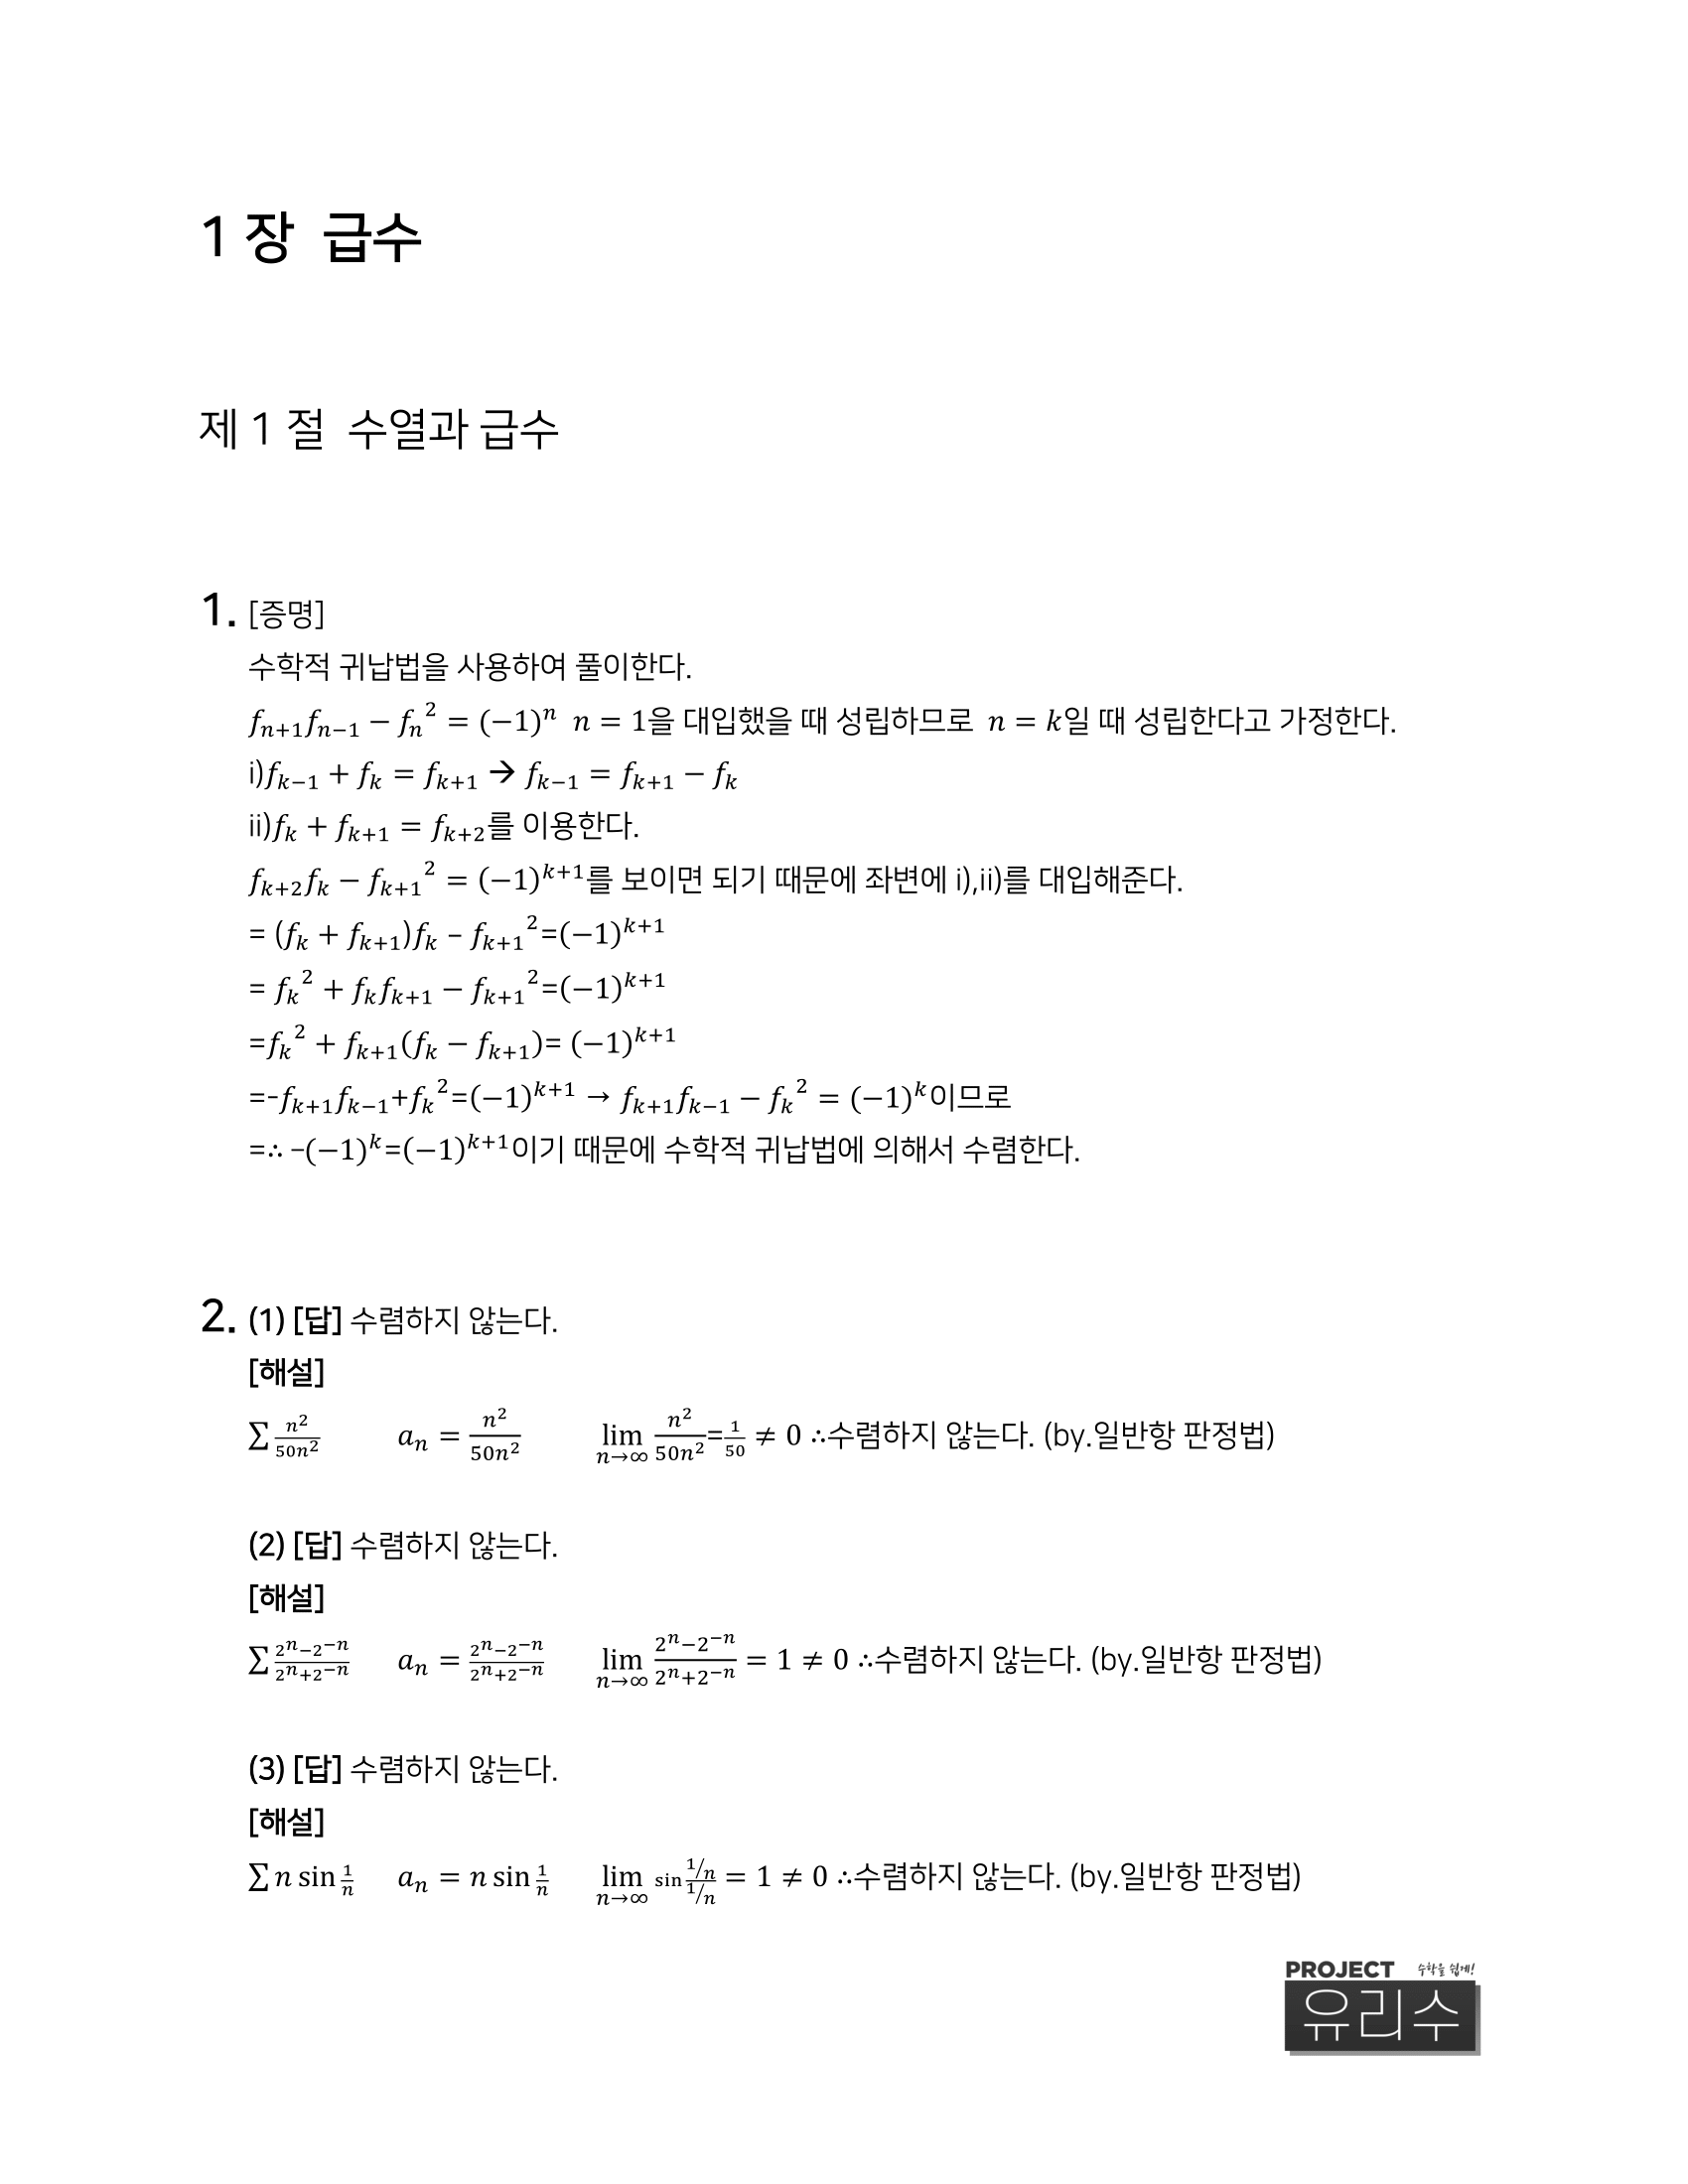 1 장 급수
제 1 절 수열과 급수
1. [증명]
수학적 귀납법을 사용하여 풀이한다.
$f_{n+1}f_{n-1} - f_n{}^2 = (-1)^n$ $n = 1$을 대입했을 때 성립하므로 $n = k$일 때 성립한다고 가정한다.
i)$f_{k-1} + f_k = f_{k+1}$ → $f_{k-1} = f_{k+1} - f_k$
ii)$f_k + f_{k+1} = f_{k+2}$를 이용한다.
$f_{k+2}f_k - f_{k+1}{}^2 = (-1)^{k+1}$를 보이면 되기 때문에 좌변에 i),ii)를 대입해준다.
= ($f_k + f_{k+1}$)$f_k$ – $f_{k+1}{}^2$=$(-1)^{k+1}$
= $f_k{}^2 + f_kf_{k+1} - f_{k+1}{}^2$=$(-1)^{k+1}$
=$f_k{}^2 + f_{k+1}(f_k - f_{k+1})$= $(-1)^{k+1}$
=-$f_{k+1}f_{k-1}$+$f_k{}^2$=$(-1)^{k+1}$ → $f_{k+1}f_{k-1} - f_k{}^2 = (-1)^k$이므로
=∴ –$(-1)^k$=$(-1)^{k+1}$이기 때문에 수학적 귀납법에 의해서 수렴한다.
2. (1) [답] 수렴하지 않는다.
[해설]
$\sum \frac{n^2}{50n^2}$ $a_n = \frac{n^2}{50n^2}$ $\lim_{n\to\infty} \frac{n^2}{50n^2}$=$\frac{1}{50} \neq 0$ ∴수렴하지 않는다. (by.일반항 판정법)
(2) [답] 수렴하지 않는다.
[해설]
$\sum \frac{2^n-2^{-n}}{2^n+2^{-n}}$ $a_n = \frac{2^n-2^{-n}}{2^n+2^{-n}}$ $\lim_{n\to\infty} \frac{2^n-2^{-n}}{2^n+2^{-n}} = 1 \neq 0$ ∴수렴하지 않는다. (by.일반항 판정법)
(3) [답] 수렴하지 않는다.
[해설]
$\sum n \sin \frac{1}{n}$ $a_n = n \sin \frac{1}{n}$ $\lim_{n\to\infty} \sin \frac{1/n}{1/n} = 1 \neq 0$ ∴수렴하지 않는다. (by.일반항 판정법)
PROJECT 수학을 쉽게!
유리수